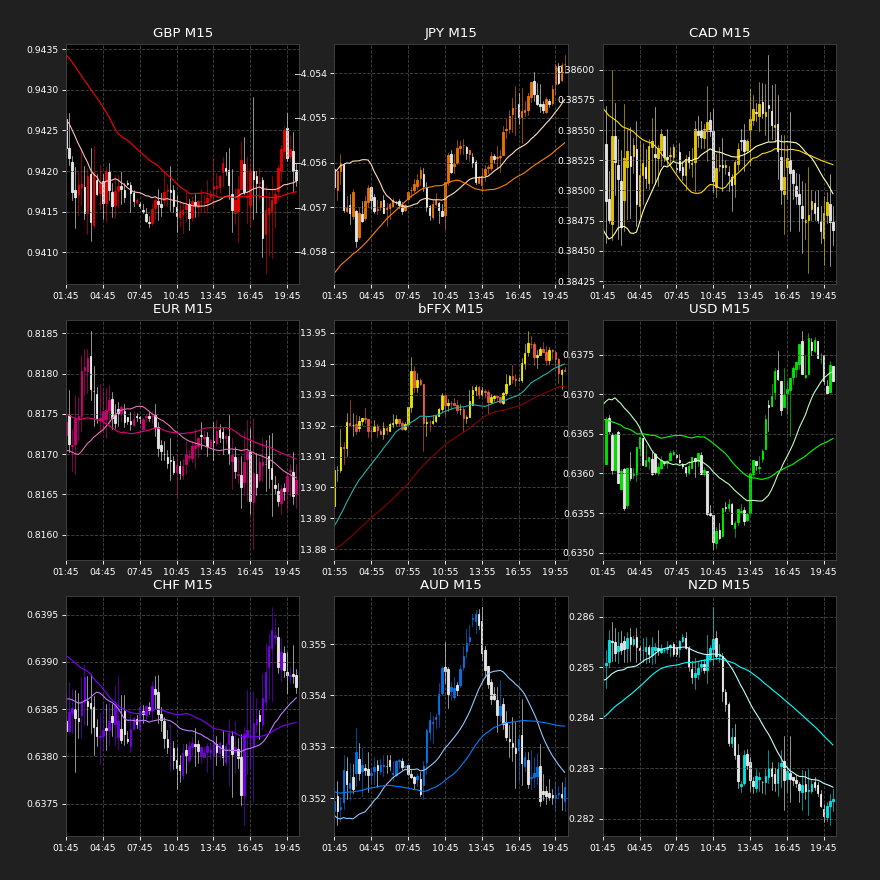 GBP M15
JPY M15
CAD M15
0.9435
0.9430
0.9425
0.9420
0.9415
0.9410
−4.054
−4.055
−4.056
−4.057
−4.058
0.38600
0.38575
0.38550
0.38525
0.38500
0.38475
0.38450
0.38425
01:45 04:45 07:45 10:45 13:45 16:45 19:45
01:45 04:45 07:45 10:45 13:45 16:45 19:45
01:45 04:45 07:45 10:45 13:45 16:45 19:45
EUR M15
bFFX M15
USD M15
0.8185
0.8180
0.8175
0.8170
0.8165
0.8160
13.95
13.94
13.93
13.92
13.91
13.90
13.89
13.88
0.6375
0.6370
0.6365
0.6360
0.6355
0.6350
01:45 04:45 07:45 10:45 13:45 16:45 19:45
01:55 04:55 07:55 10:55 13:55 16:55 19:55
01:45 04:45 07:45 10:45 13:45 16:45 19:45
CHF M15
AUD M15
NZD M15
0.6395
0.6390
0.6385
0.6380
0.6375
0.355
0.354
0.353
0.352
0.286
0.285
0.284
0.283
0.282
01:45 04:45 07:45 10:45 13:45 16:45 19:45
01:45 04:45 07:45 10:45 13:45 16:45 19:45
01:45 04:45 07:45 10:45 13:45 16:45 19:45